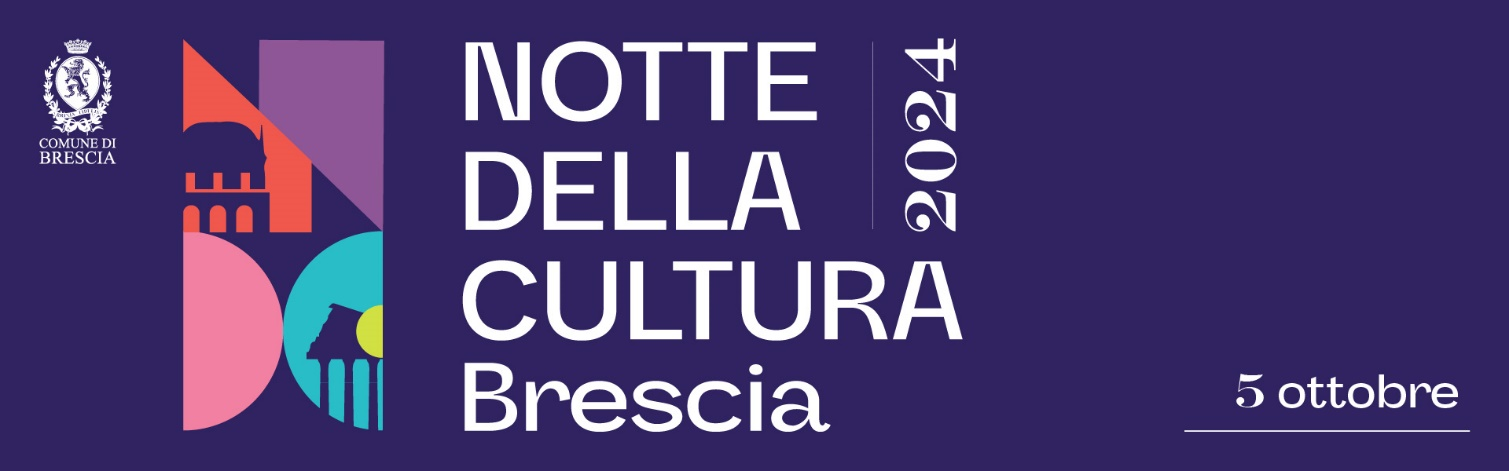 COMUNE DI
BRESCIA
NOTTE
DELLA
CULTURA
Brescia
2024
5 ottobre